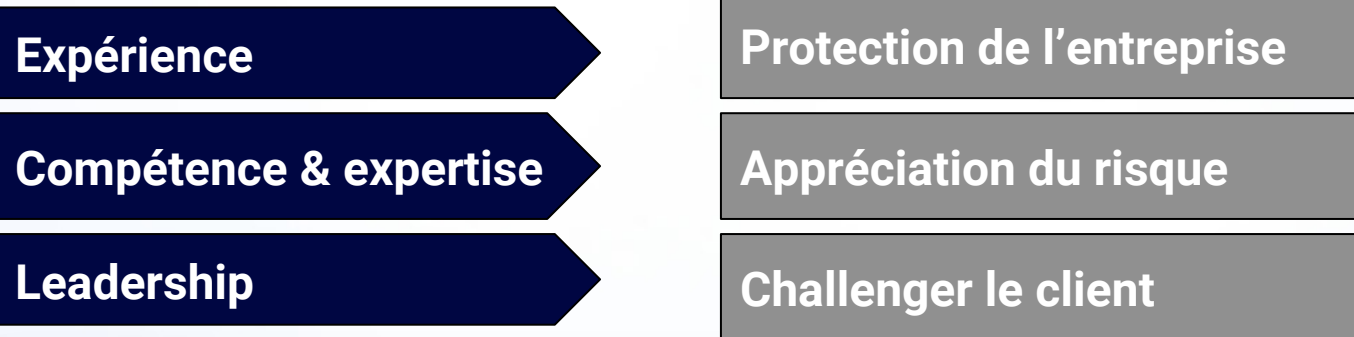 Expérience
Protection de l’entreprise
Compétence & expertise
Appréciation du risque
Leadership
Challenger le client